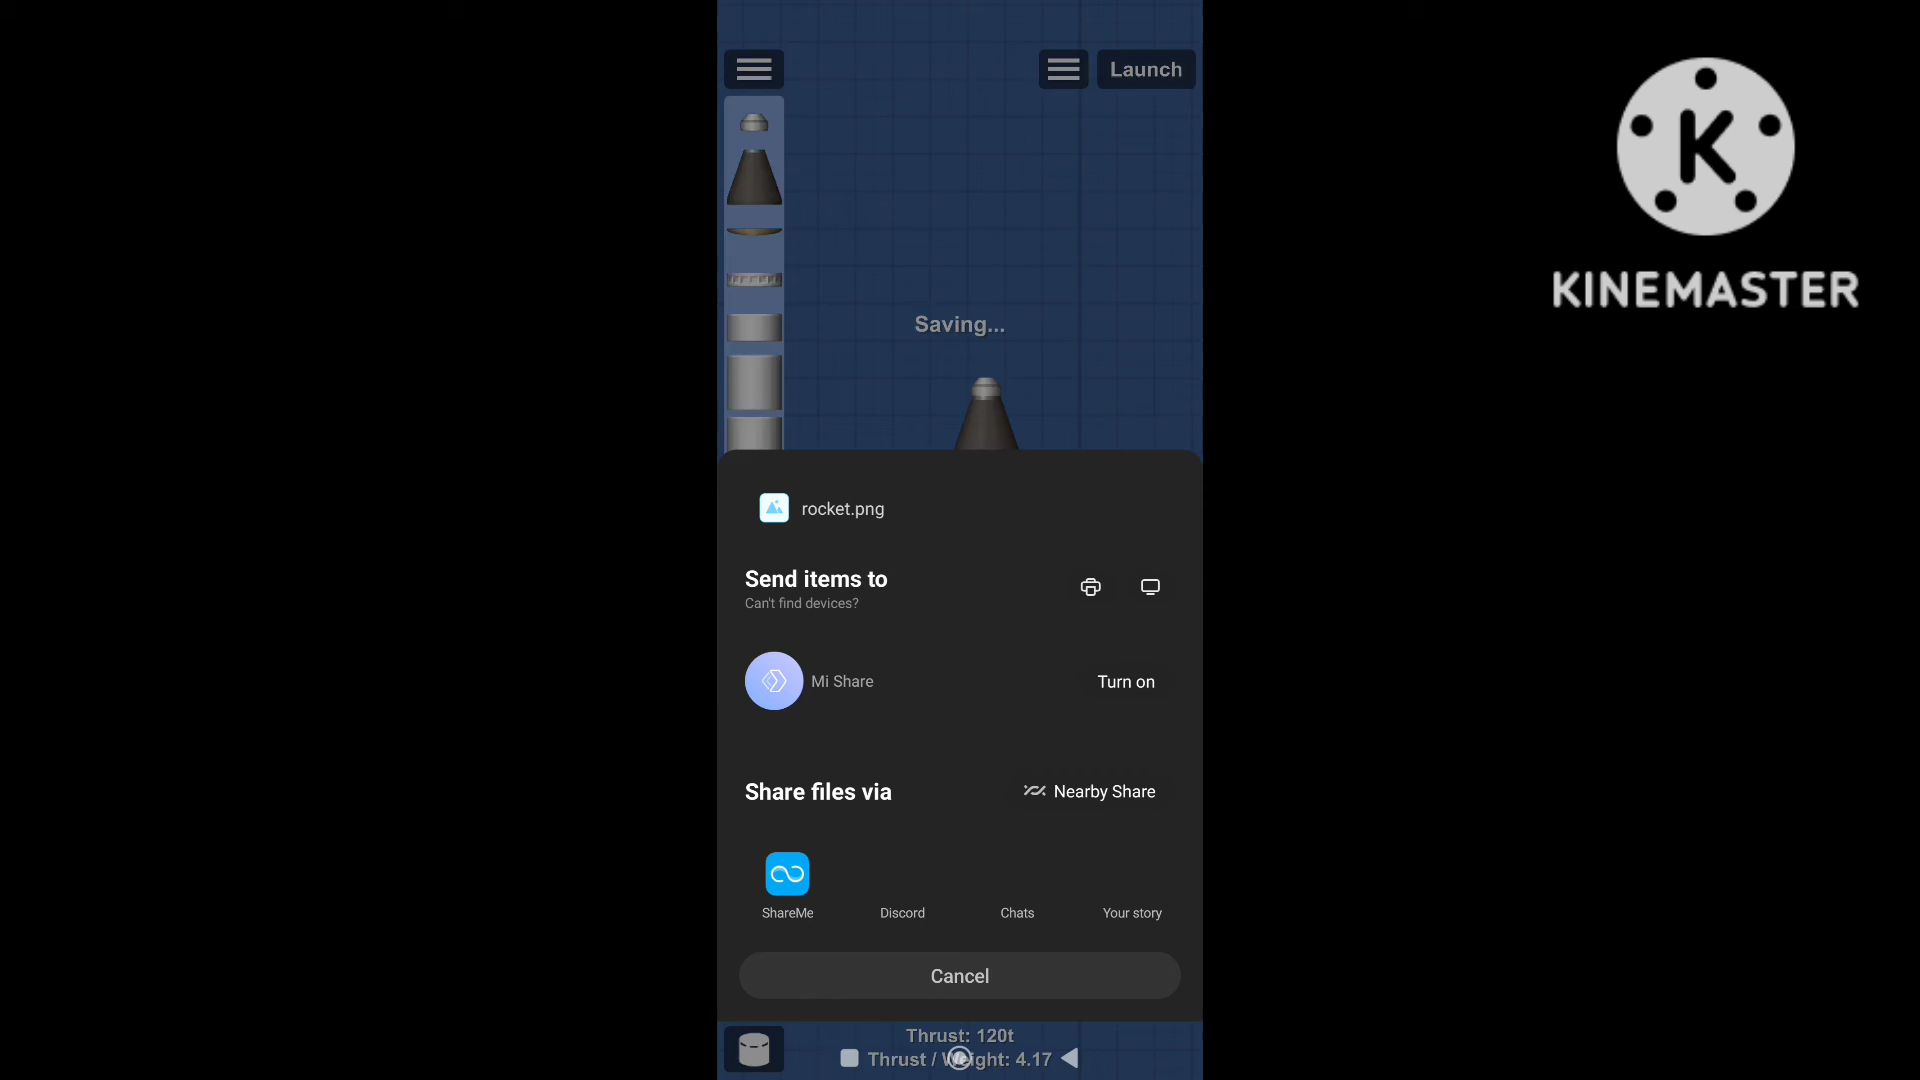 Launch
K
KINEMASTER
Saving...
rocket.png
Send items to
Can't find devices?
Mi Share
Turn on
Share files via
Nearby Share
ShareMe
Discord
Chats
Your story
Cancel
Thrust: 120t
Thrust / Weight: 4.17